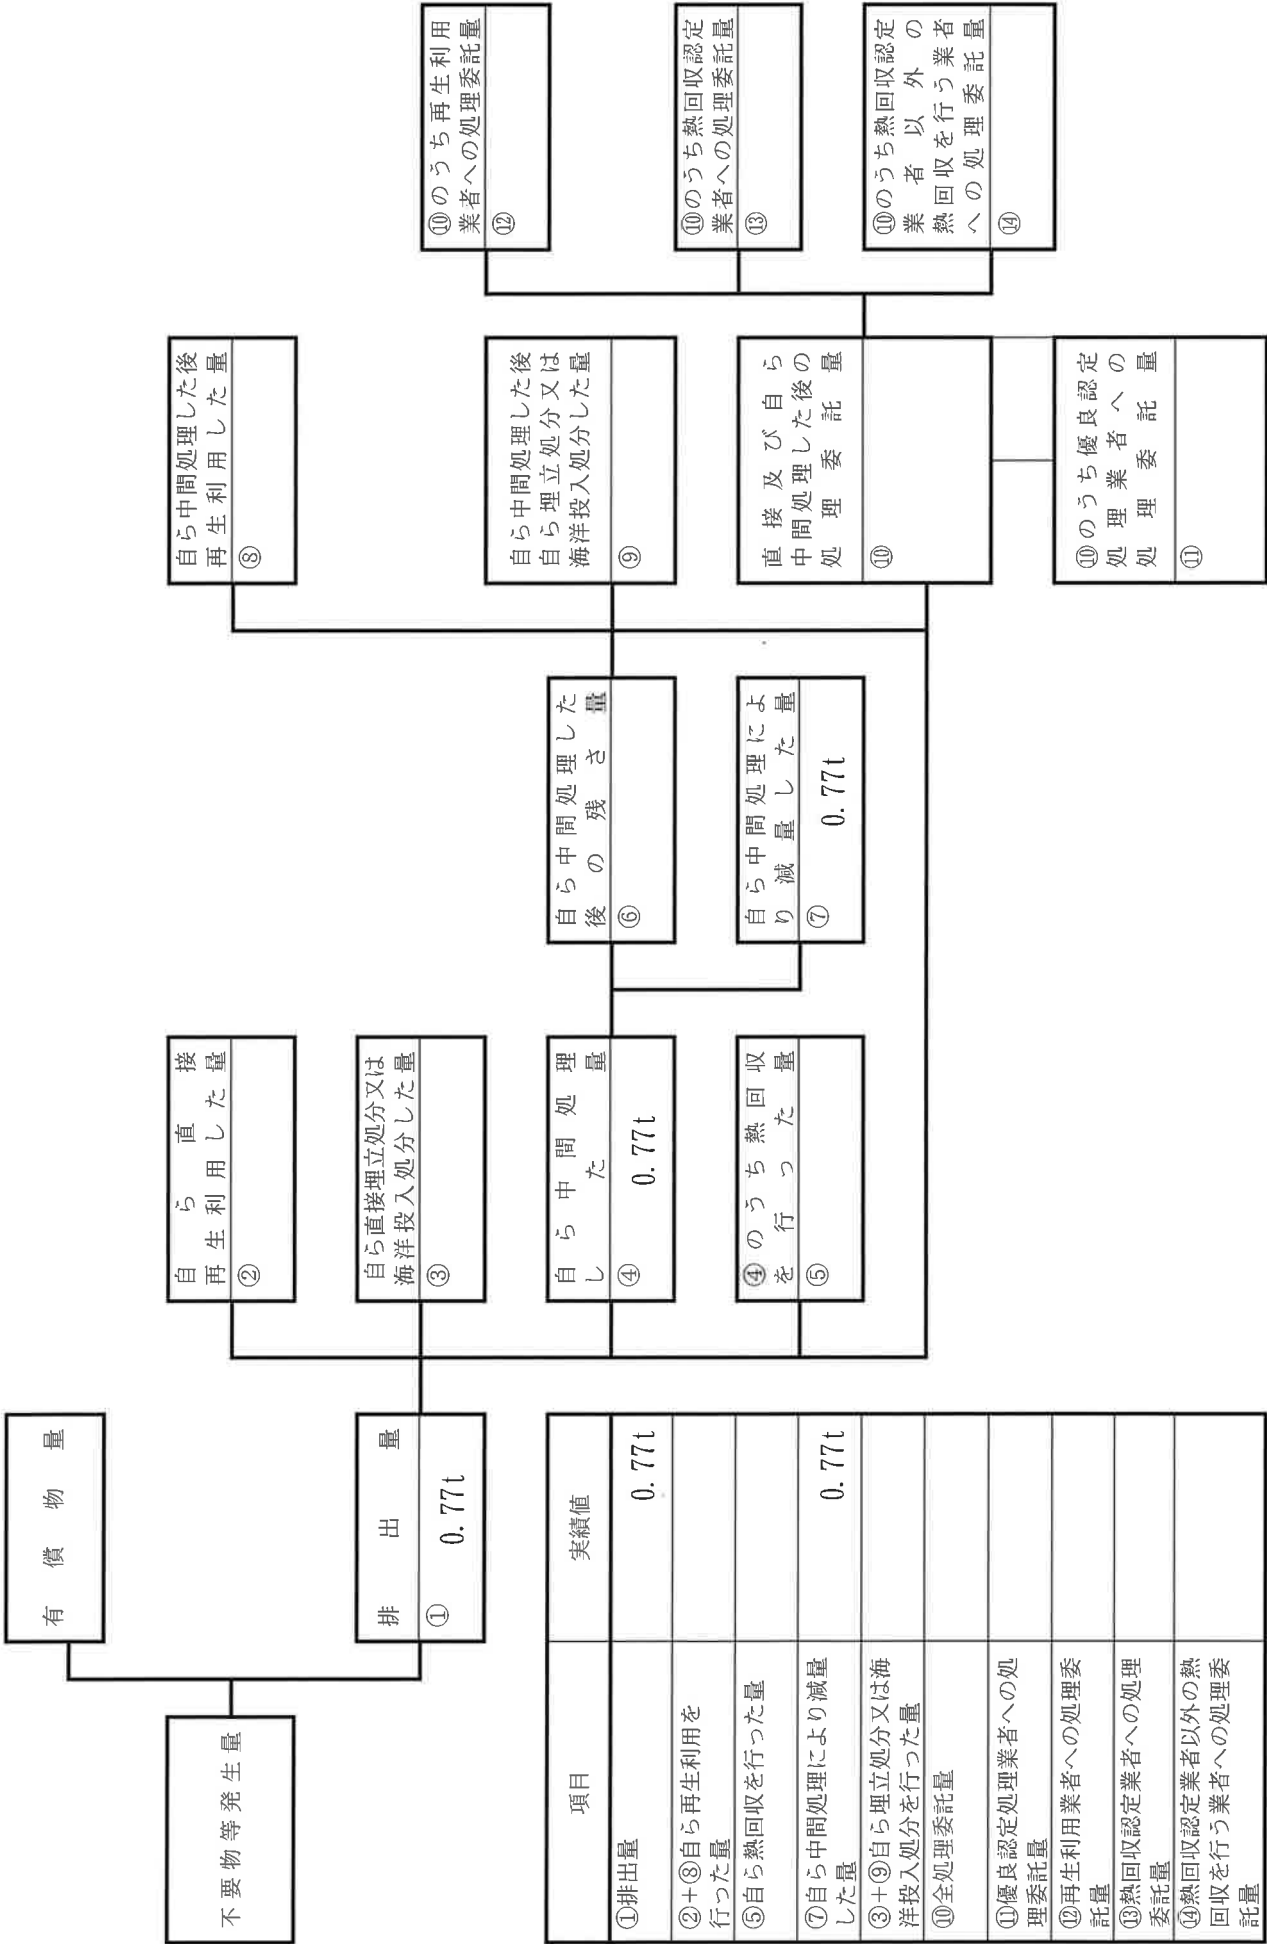 不要物等発生量
有償物量
排出量
① 0.77t
自ら直接
再生利用した量
②
自ら直接埋立処分又は
海洋投入処分した量
③
自ら中間処理
した量
④ 0.77t
④のうち熱回収
を行った量
⑤
自ら中間処理した
後の残さ量
⑥
自ら中間処理によ
り減量した量
⑦ 0.77t
自ら中間処理した後
再生利用した量
⑧
自ら中間処理した後
自ら埋立処分又は
海洋投入処分した量
⑨
直接及び自ら
中間処理した後の
処理委託量
⑩
⑩のうち優良認定
処理業者への
処理委託量
⑪
⑩のうち再生利用
業者への処理委託量
⑫
⑩のうち熱回収認定
業者への処理委託量
⑬
⑩のうち熱回収認定
業者以外の
熱回収を行う業者
への処理委託量
⑭
項目 実績値
①排出量 0.77t
②+⑧自ら再生利用を
行った量
⑤自ら熱回収を行った量
⑦自ら中間処理により減量
した量 0.77t
③+⑨自ら埋立処分又は海
洋投入処分を行った量
⑩全処理委託量
⑪優良認定処理業者への処
理委託量
⑫再生利用業者への処理委
託量
⑬熱回収認定業者への処理
委託量
⑭熱回収認定業者以外の熱
回収を行う業者への処理委
託量